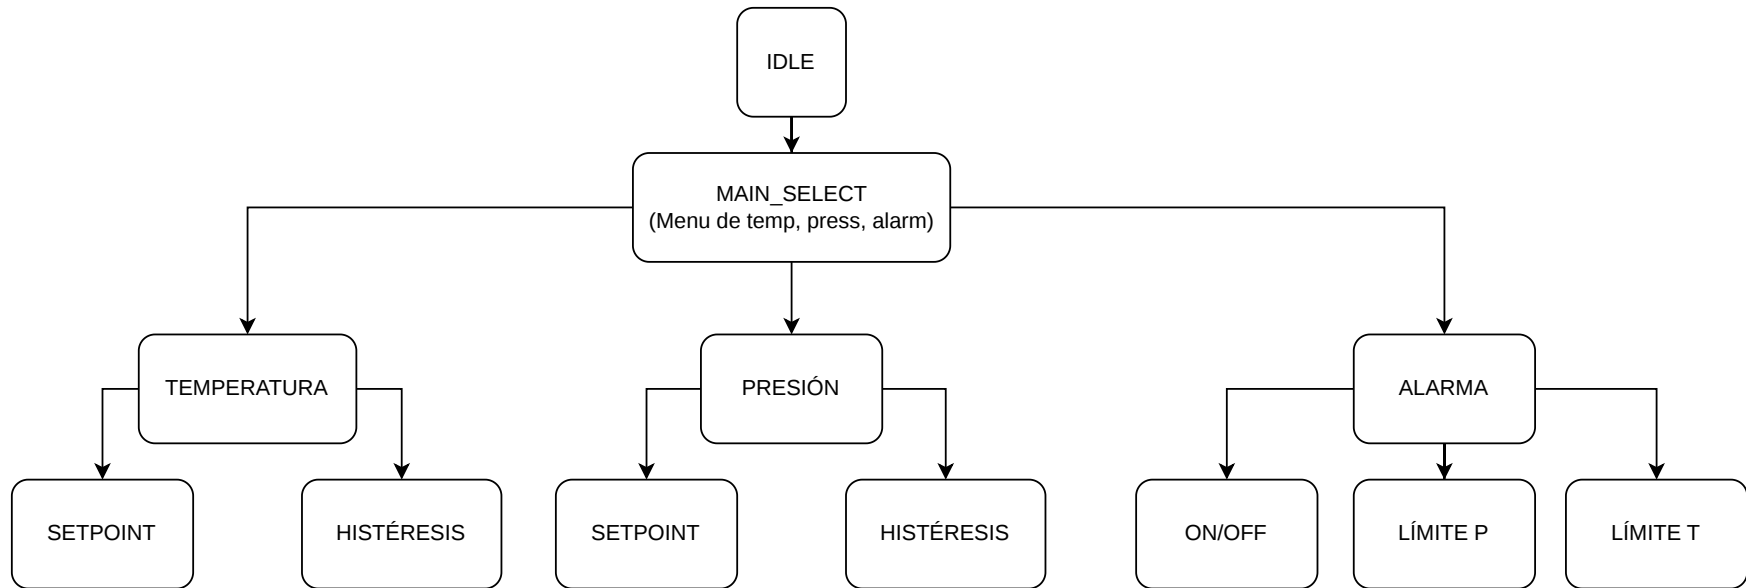 IDLE
MAIN_SELECT
(Menu de temp, press, alarm)
TEMPERATURA
PRESIÓN
ALARMA
SETPOINT
HISTÉRESIS
SETPOINT
HISTÉRESIS
ON/OFF
LÍMITE P
LÍMITE T